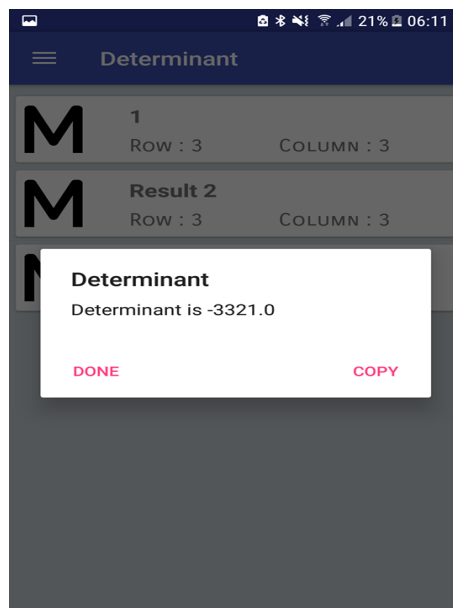 21% 06:11
Determinant
M 1
Row : 3 Column : 3
M Result 2
Row : 3 Column : 3
Determinant
Determinant is -3321.0
DONE COPY